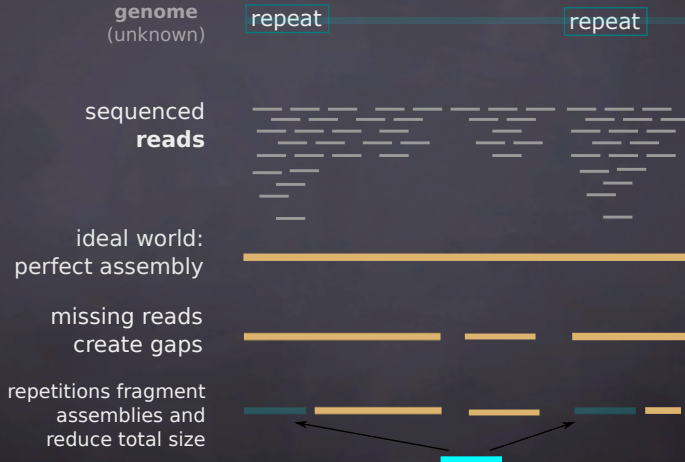 genome
(unknown)
repeat
repeat
sequenced
reads
ideal world:
perfect assembly
missing reads
create gaps
repetitions fragment
assemblies and
reduce total size